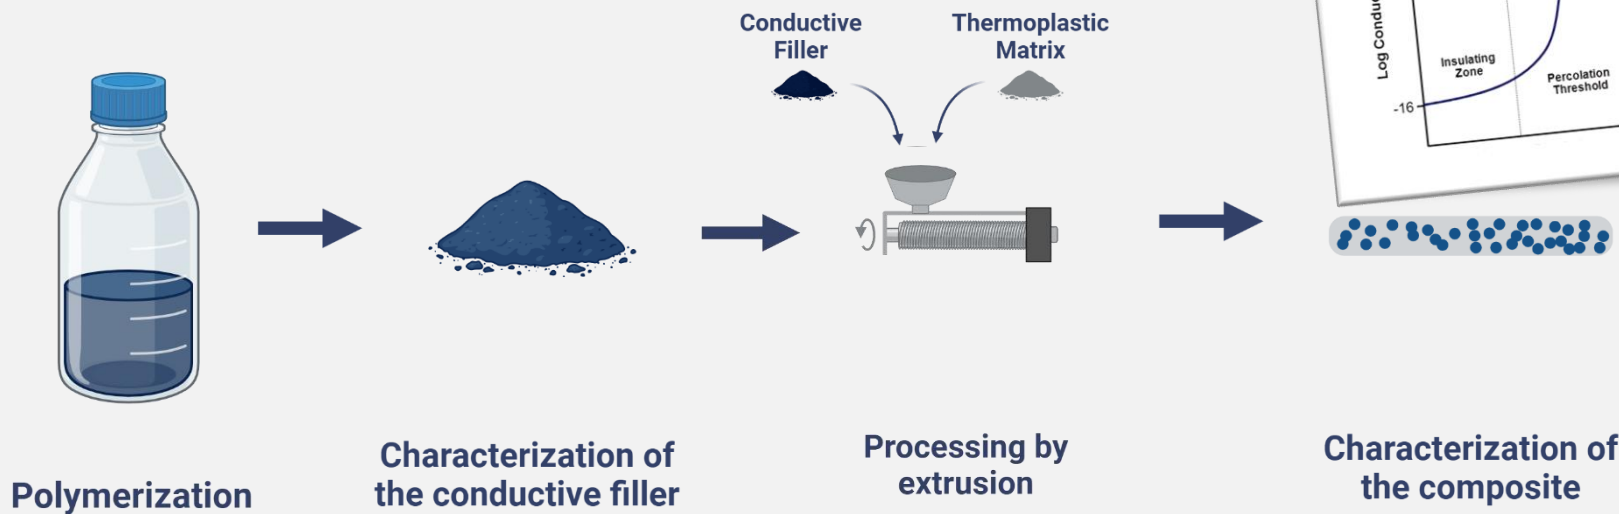 Conductive
Filler
Thermoplastic
Matrix
Log
Insulating
Zone
Percolation
Threshold
-16
Polymerization
Characterization of
the conductive filler
Processing by
extrusion
Characterization of
the composite